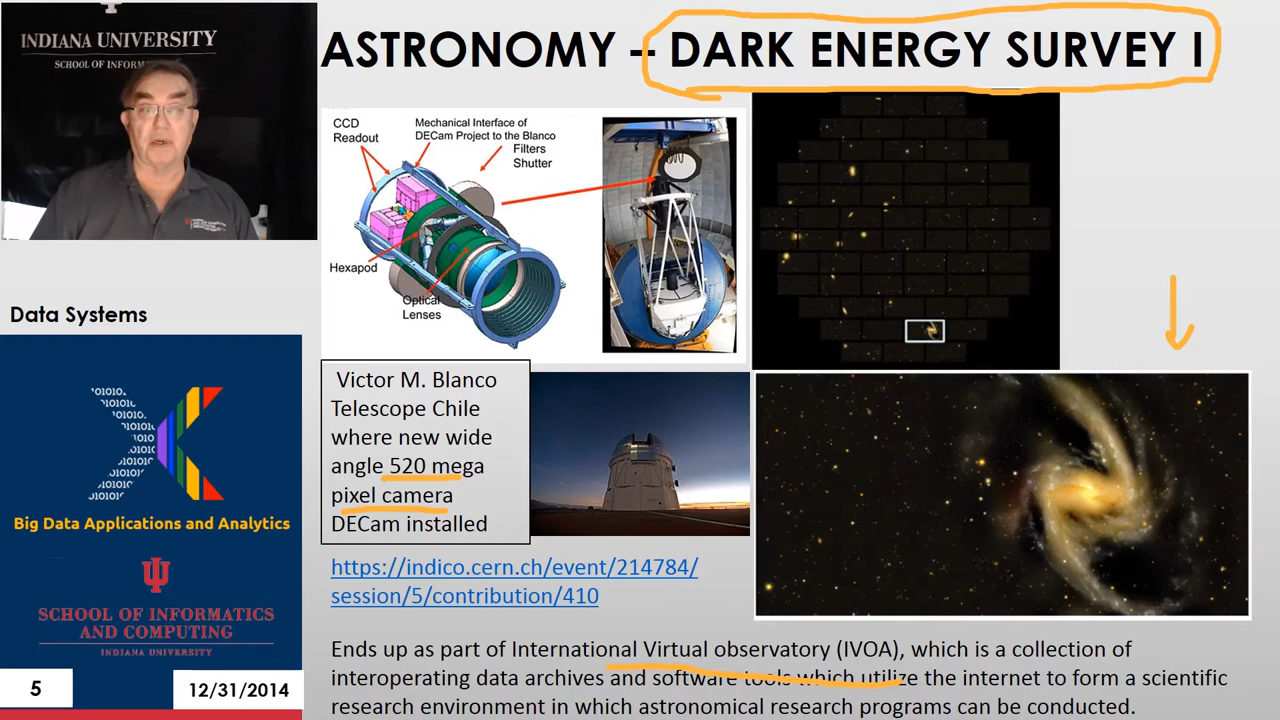 INDIANA UNIVERSITY
SCHOOL OF INFORM
ASTRONOMY – DARK ENERGY SURVEY I
CCD
Readout
Mechanical Interface of
DECam Project to the Blanco
Filters
Shutter
Hexapod
Optical
Lenses
Data Systems
Victor M. Blanco
Telescope Chile
where new wide
angle 520 mega
pixel camera
DECam installed
https://indico.cern.ch/event/214784/
session/5/contribution/410
Big Data Applications and Analytics
SCHOOL OF INFORMATICS
AND COMPUTING
INDIANA UNIVERSITY
Ends up as part of International Virtual observatory (IVOA), which is a collection of
interoperating data archives and software tools which utilize the internet to form a scientific
research environment in which astronomical research programs can be conducted.
5
12/31/2014